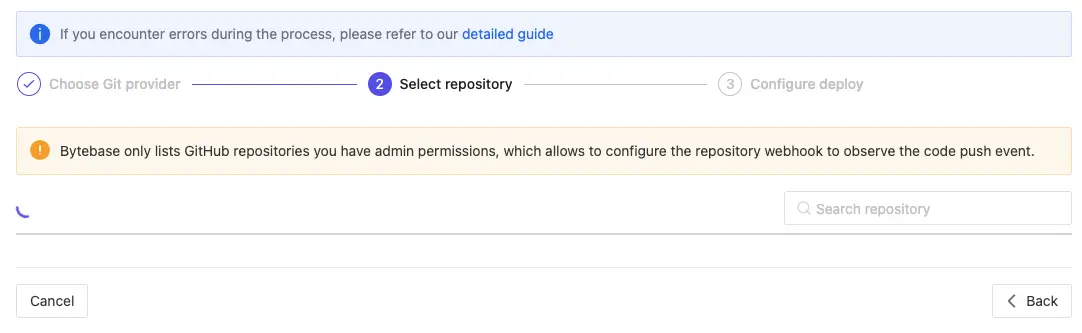 If you encounter errors during the process, please refer to our detailed guide
Choose Git provider 2 Select repository 3 Configure deploy
Bytebase only lists GitHub repositories you have admin permissions, which allows to configure the repository webhook to observe the code push event.
Search repository
Cancel Back